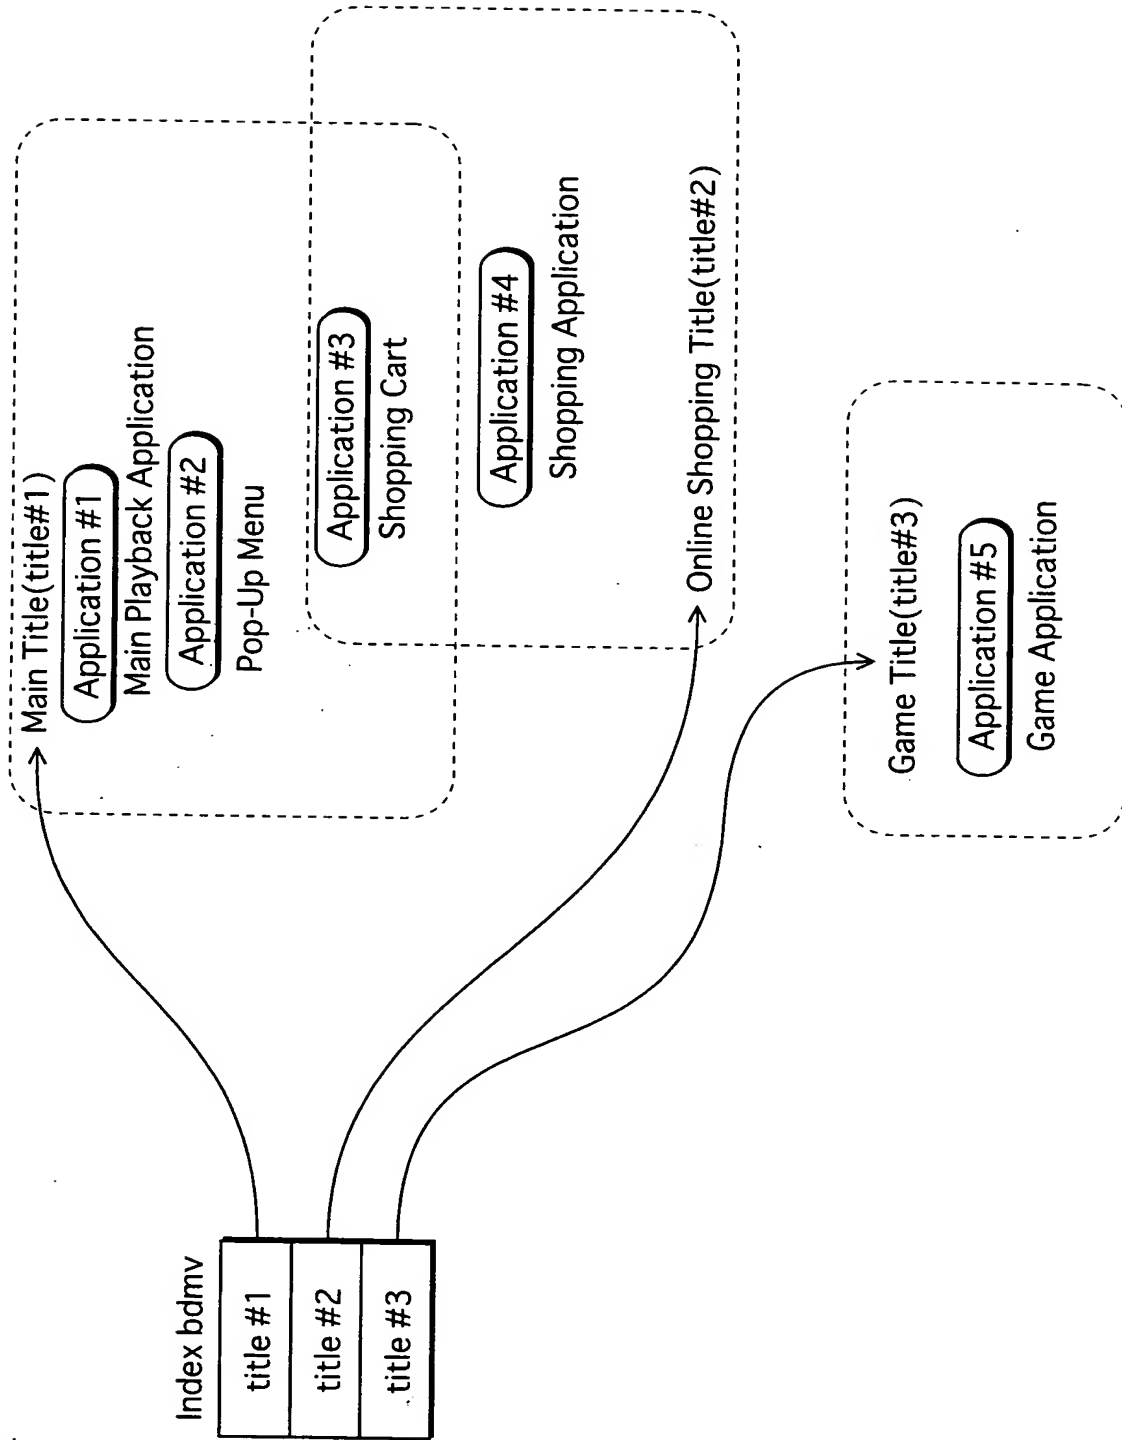 Index bdmv
title #1
title #2
title #3
Main Title(title#1)
Application #1
Main Playback Application
Application #2
Pop-Up Menu
Application #3
Shopping Cart
Application #4
Shopping Application
Online Shopping Title(title#2)
Game Title(title#3)
Application #5
Game Application